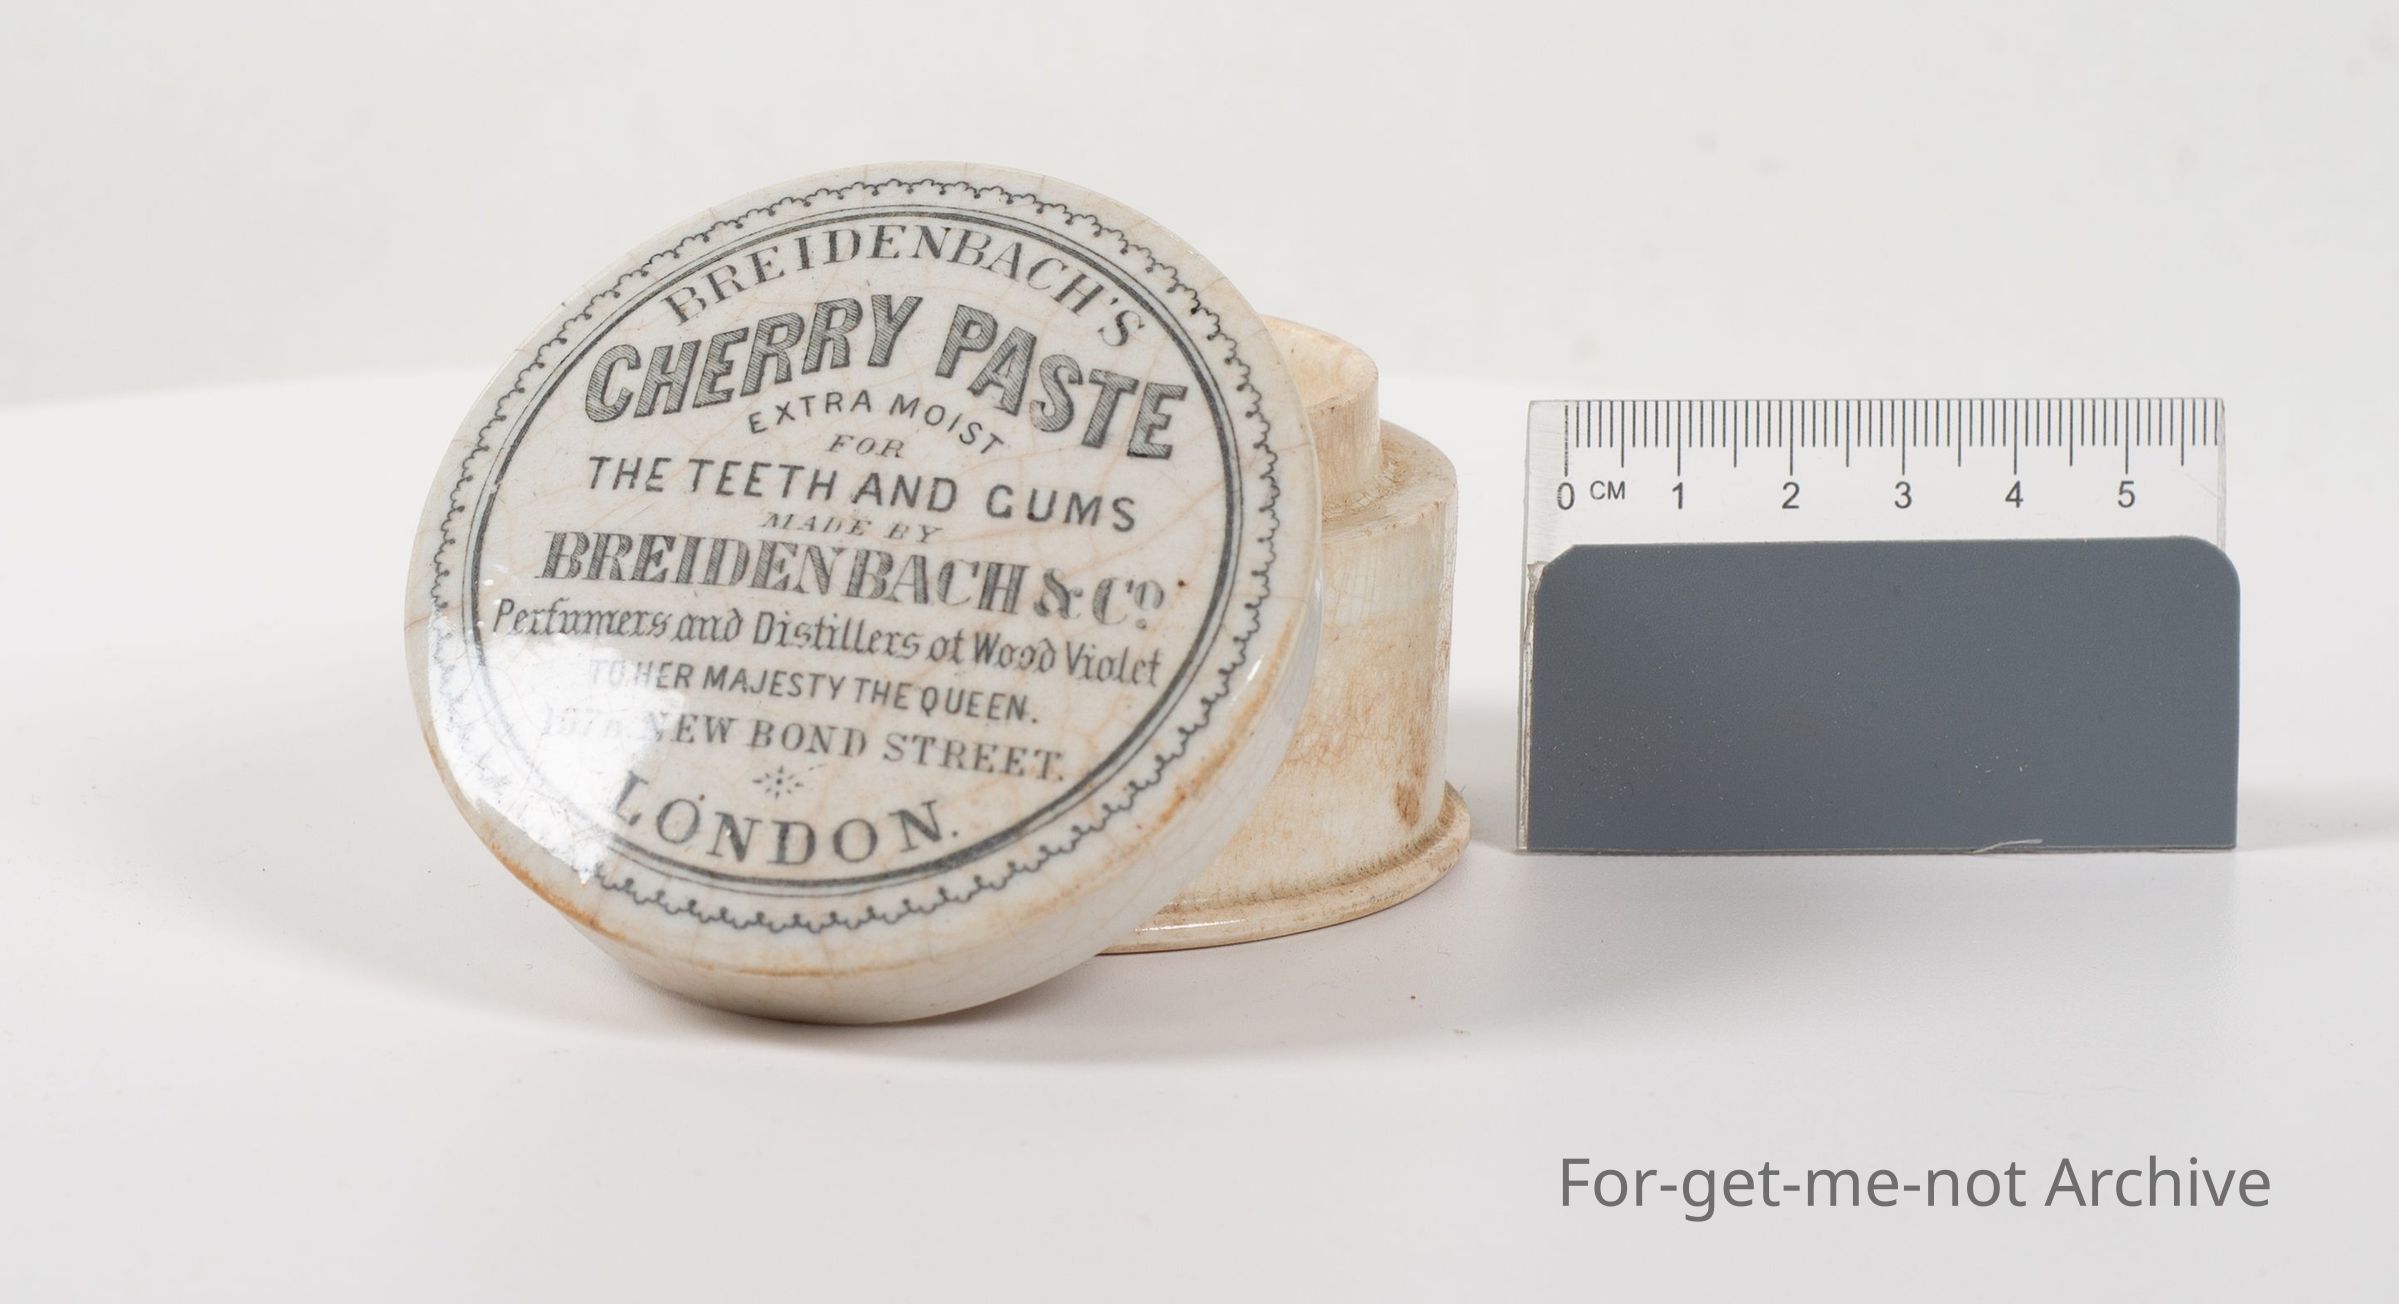 BREIDENBACH'S
CHERRY PASTE
EXTRA MOIST
FOR
THE TEETH AND GUMS
MADE BY
BREIDENBACH & Co.
Perfumers and Distillers of Wood Violet
TO HER MAJESTY THE QUEEN.
NEW BOND STREET.
LONDON.
0 CM 1 2 3 4 5
For-get-me-not Archive